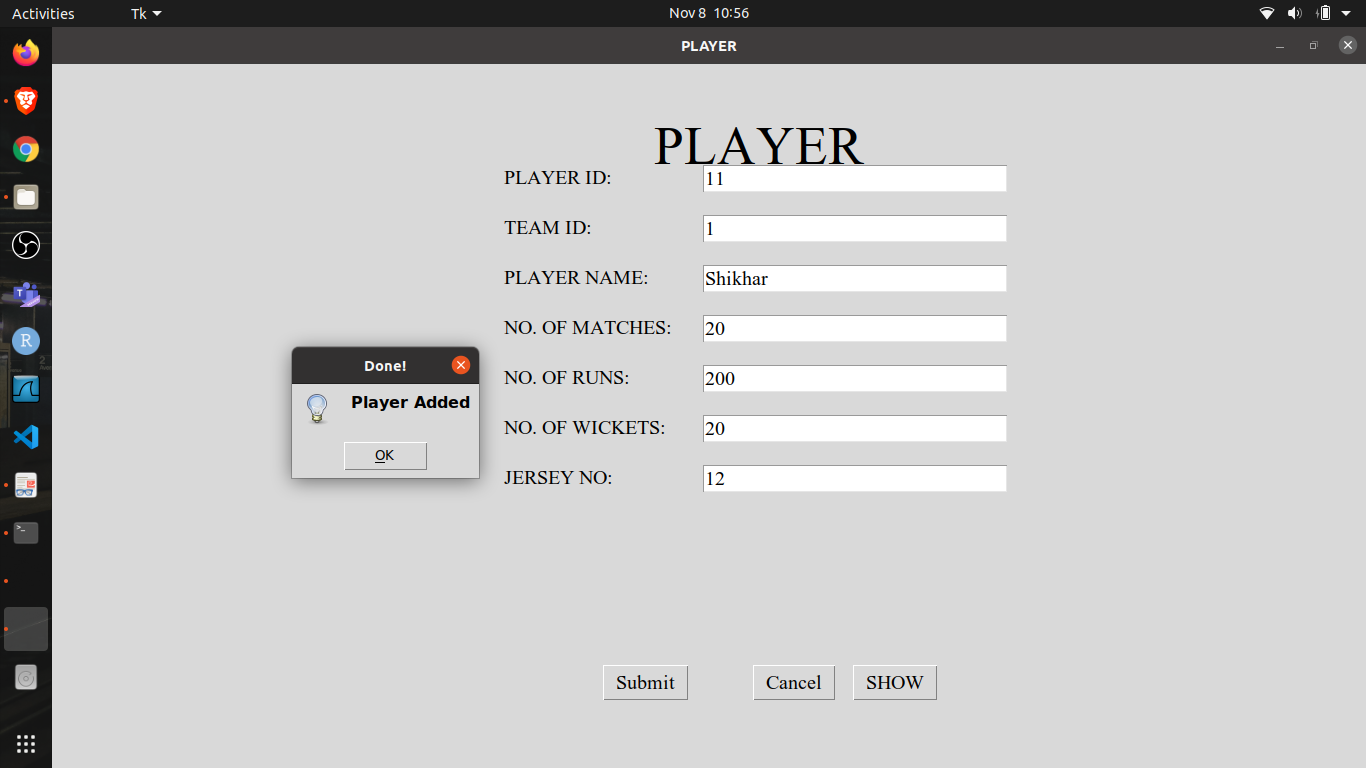 Activities Tk Nov 8 10:56
PLAYER
PLAYER
PLAYER ID: 11
TEAM ID: 1
PLAYER NAME: Shikhar
NO. OF MATCHES: 20
NO. OF RUNS: 200
NO. OF WICKETS: 20
JERSEY NO: 12
Done!
Player Added
OK
Submit Cancel SHOW